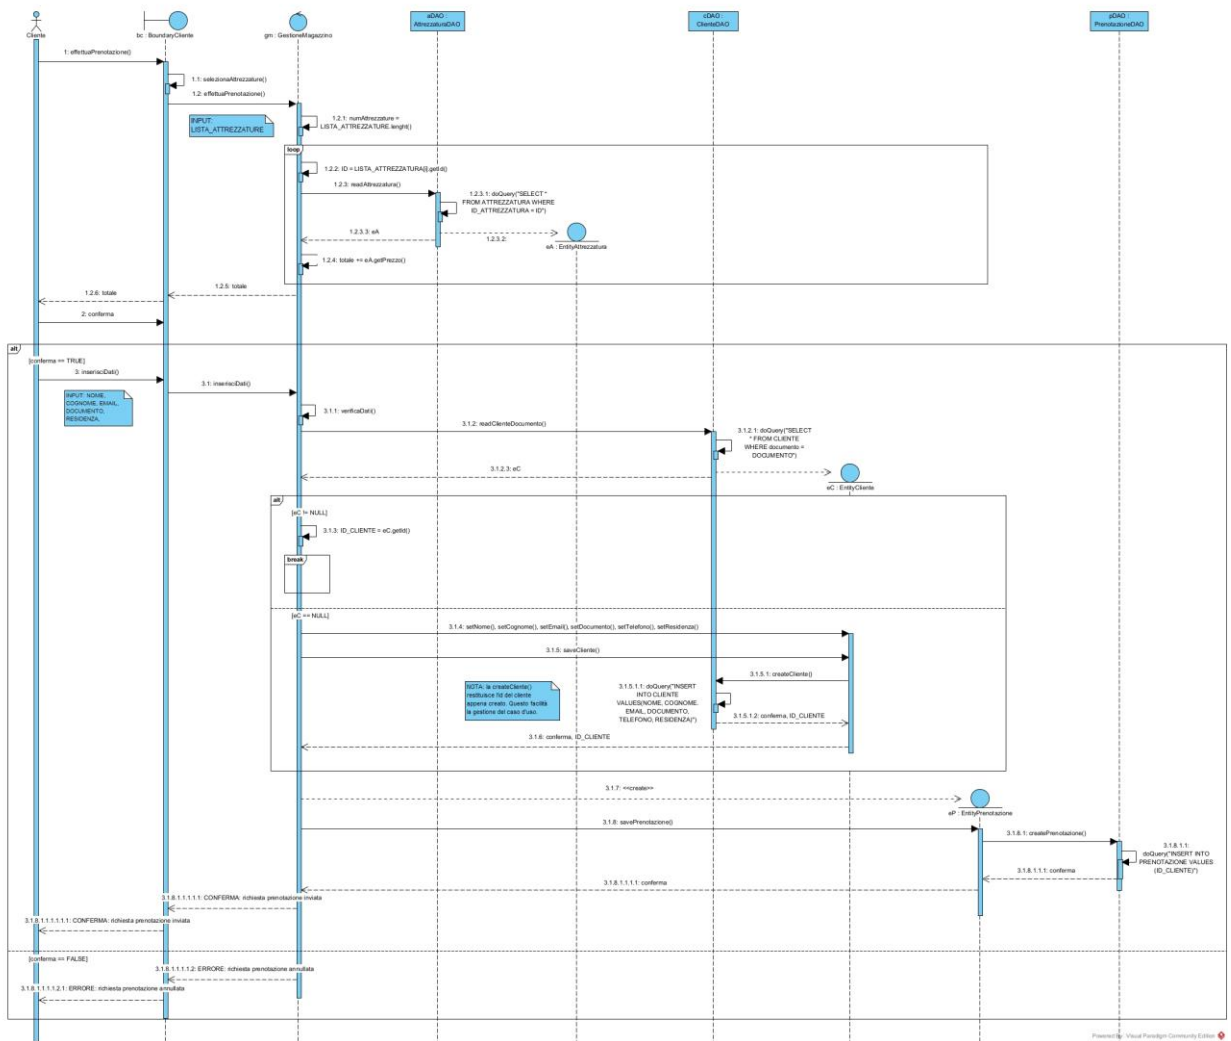 aDAO :
AttrezzaturaDAO
cDAO :
ClienteDAO
pDAO :
PrenotazioneDAO
Cliente
bc : BoundaryCliente
gm : GestioneMagazzino
1: effettuaPrenotazione()
1.1: selezionaAttrezzature()
1.2: effettuaPrenotazione()
INPUT:
LISTA_ATTREZZATURE
1.2.1: numAttrezzature =
LISTA_ATTREZZATURE.lenght()
loop
1.2.2: ID = LISTA_ATTREZZATURA[i].getId()
1.2.3: readAttrezzatura()
1.2.3.1: doQuery("SELECT *
FROM ATTREZZATURA WHERE
ID_ATTREZZATURA = ID")
1.2.3.3: eA
1.2.3.2:
eA : EntityAttrezzatura
1.2.4: totale += eA.getPrezzo()
1.2.5: totale
1.2.6: totale
2: conferma
alt
[conferma == TRUE]
3: inserisciDati()
3.1: inserisciDati()
INPUT: NOME,
COGNOME, EMAIL,
DOCUMENTO,
RESIDENZA,
3.1.1: verificaDati()
3.1.2: readClienteDocumento()
3.1.2.1: doQuery("SELECT
* FROM CLIENTE
WHERE documento =
DOCUMENTO")
3.1.2.3: eC
eC : EntityCliente
alt
[eC != NULL]
3.1.3: ID_CLIENTE = eC.getId()
break
[eC == NULL]
3.1.4: setNome(), setCognome(), setEmail(), setDocumento(), setTelefono(), setResidenza()
3.1.5: saveCliente()
3.1.5.1: createCliente()
NOTA: la createCliente()
restituisce l'id del cliente
appena creato. Questo facilità
la gestione del caso d'uso.
3.1.5.1.1: doQuery("INSERT
INTO CLIENTE
VALUES(NOME, COGNOME.
EMAIL, DOCUMENTO,
TELEFONO, RESIDENZA)")
3.1.5.1.2: conferma, ID_CLIENTE
3.1.6: conferma, ID_CLIENTE
3.1.7: <<create>>
eP : EntityPrenotazione
3.1.8: savePrenotazione()
3.1.8.1: createPrenotazione()
3.1.8.1.1:
doQuery("INSERT INTO
PRENOTAZIONE VALUES
(ID_CLIENTE)")
3.1.8.1.1.1: conferma
3.1.8.1.1.1.1: conferma
3.1.8.1.1.1.1.1: CONFERMA: richiesta prenotazione inviata
3.1.8.1.1.1.1.1.1: CONFERMA: richiesta prenotazione inviata
[conferma == FALSE]
3.1.8.1.1.1.1.2: ERRORE: richiesta prenotazione annullata
3.1.8.1.1.1.1.2.1: ERRORE: richiesta prenotazione annullata
Powered By Visual Paradigm Community Edition